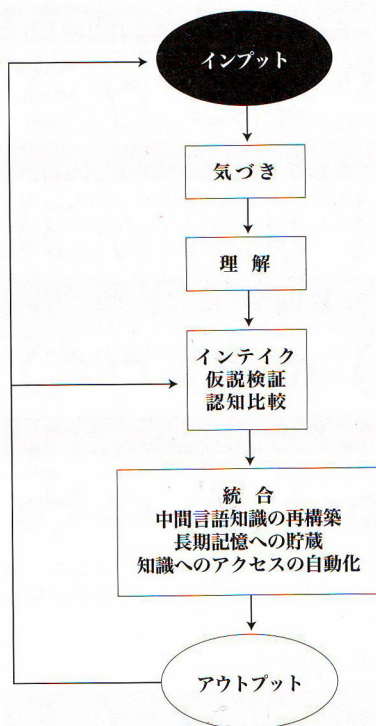 インプット
気づき
理解
インテイク
仮説検証
認知比較
統合
中間言語知識の再構築
長期記憶への貯蔵
知識へのアクセスの自動化
アウトプット